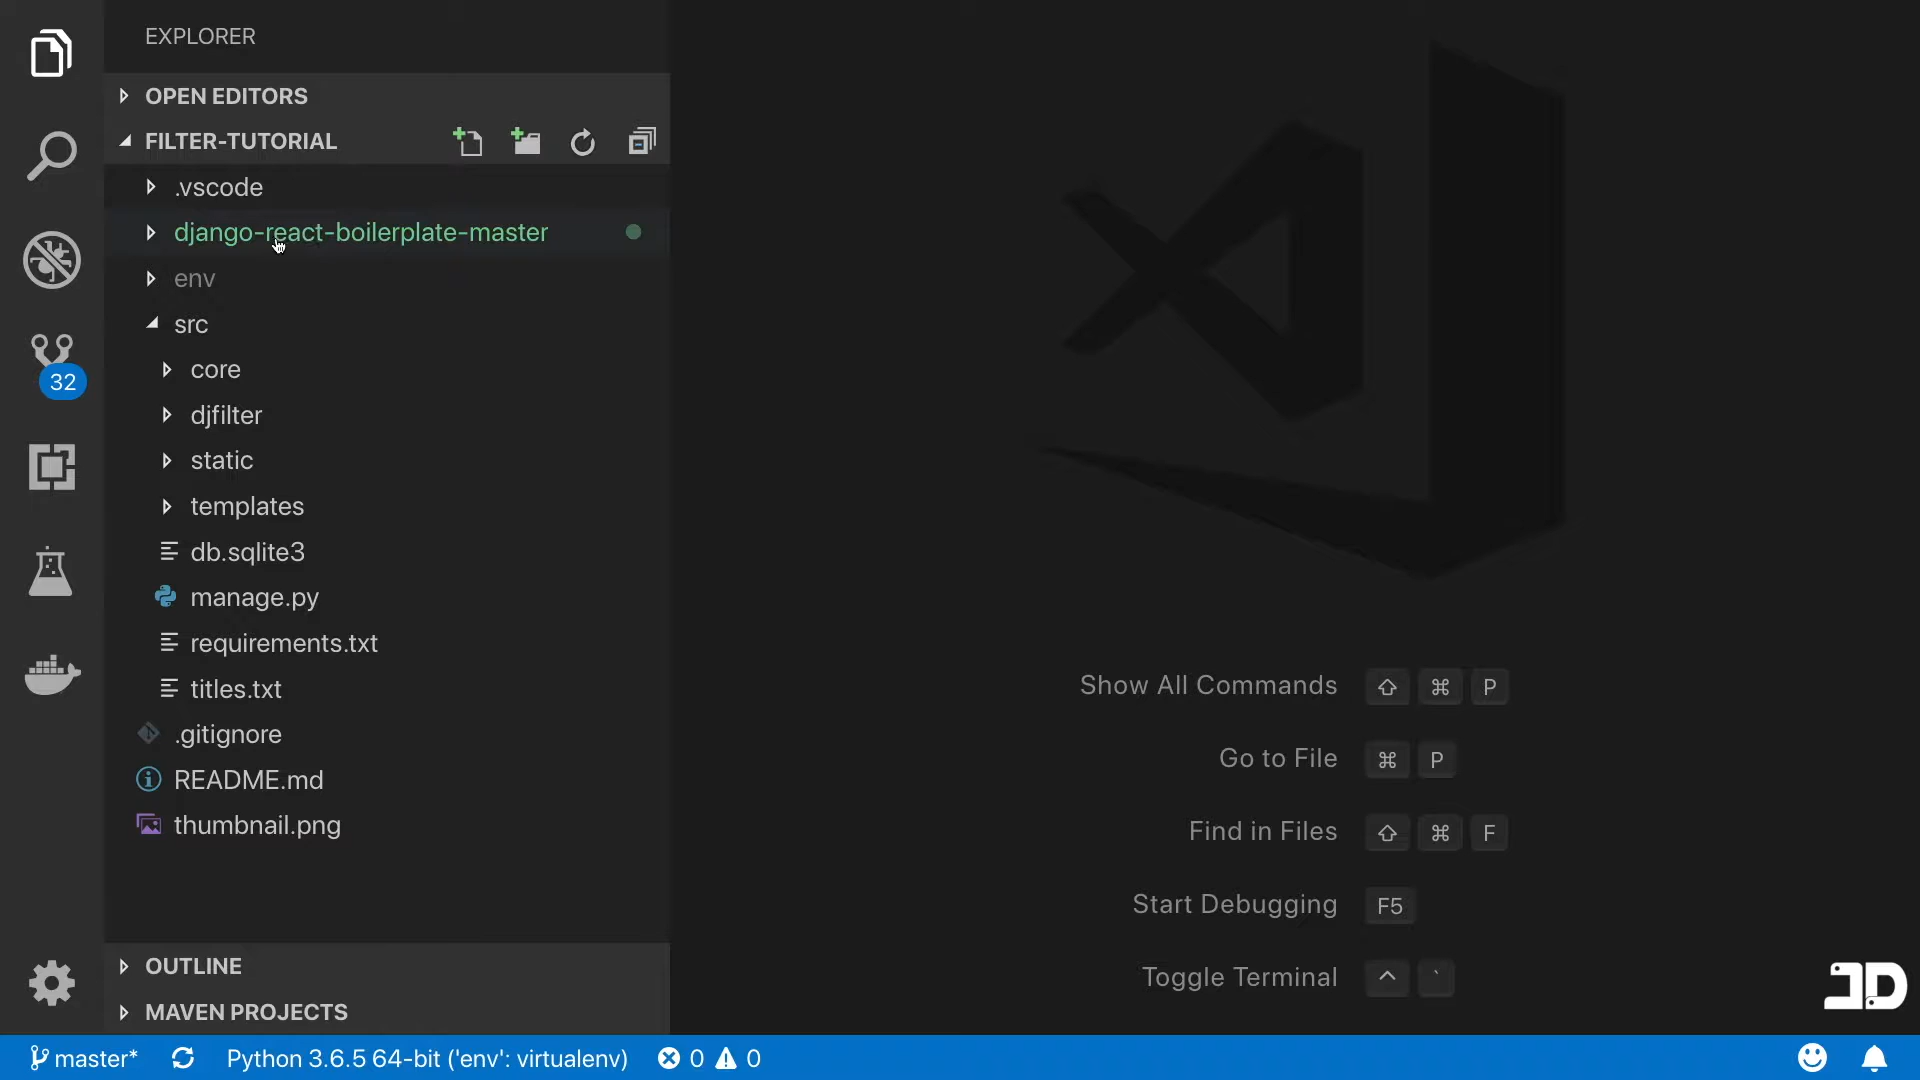 EXPLORER
OPEN EDITORS
FILTER-TUTORIAL
.vscode
django-react-boilerplate-master
env
src
32
core
djfilter
static
templates
db.sqlite3
manage.py
requirements.txt
titles.txt
.gitignore
README.md
thumbnail.png
OUTLINE
MAVEN PROJECTS
Show All Commands ⇧ ⌘ P
Go to File ⌘ P
Find in Files ⇧ ⌘ F
Start Debugging F5
Toggle Terminal ^ `
JD
master* Python 3.6.5 64-bit ('env': virtualenv) 0 0